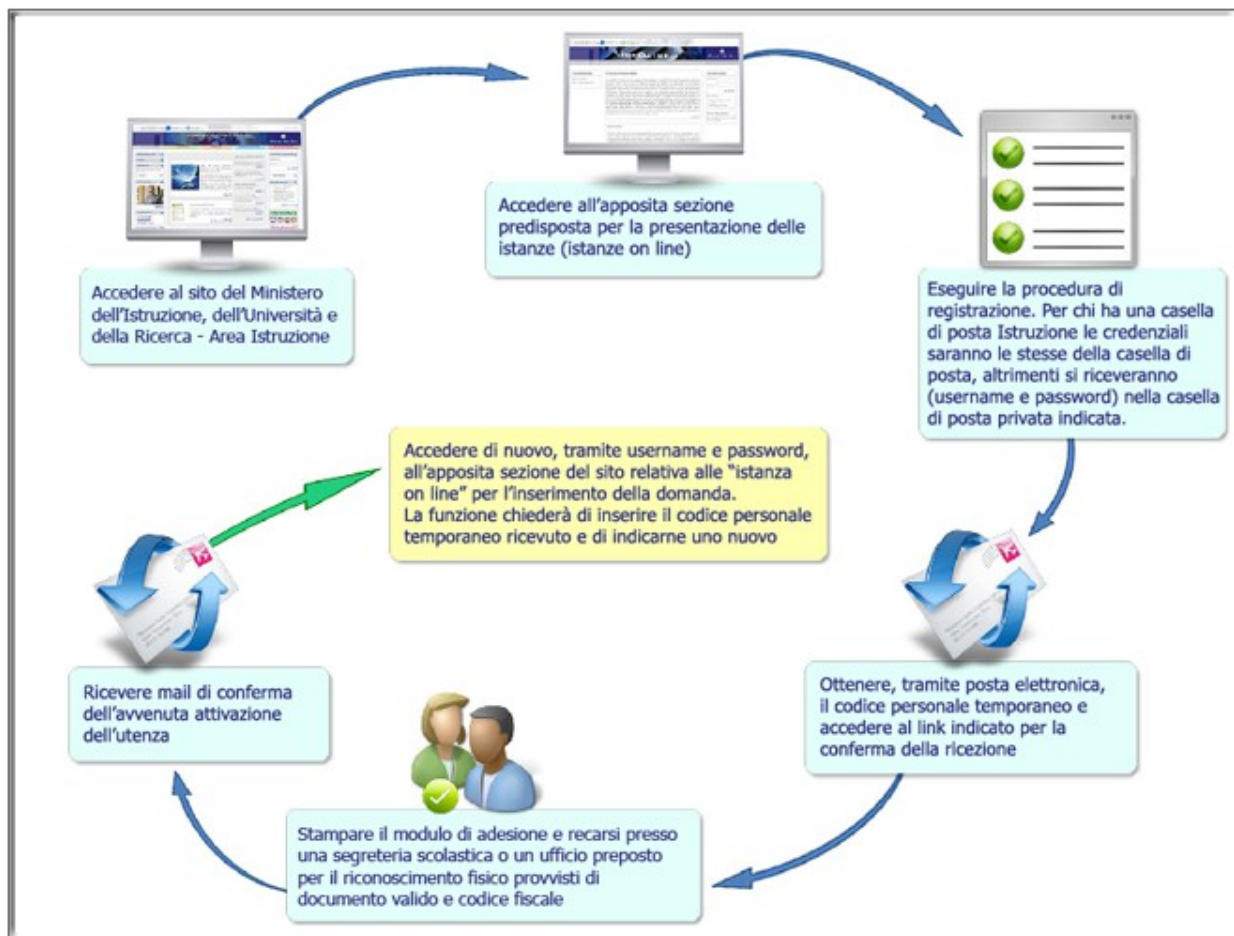 Accedere al sito del Ministero
dell'Istruzione, dell'Università e
della Ricerca - Area Istruzione
Accedere all'apposita sezione
predisposta per la presentazione delle
istanze (istanze on line)
Eseguire la procedura di
registrazione. Per chi ha una casella
di posta Istruzione le credenziali
saranno le stesse della casella di
posta, altrimenti si riceveranno
(username e password) nella casella
di posta privata indicata.
Ottenere, tramite posta elettronica,
il codice personale temporaneo e
accedere al link indicato per la
conferma della ricezione
Stampare il modulo di adesione e recarsi presso
una segreteria scolastica o un ufficio preposto
per il riconoscimento fisico provvisti di
documento valido e codice fiscale
Ricevere mail di conferma
dell'avvenuta attivazione
dell'utenza
Accedere di nuovo, tramite username e password,
all'apposita sezione del sito relativa alle "istanza
on line" per l'inserimento della domanda.
La funzione chiederà di inserire il codice personale
temporaneo ricevuto e di indicarne uno nuovo